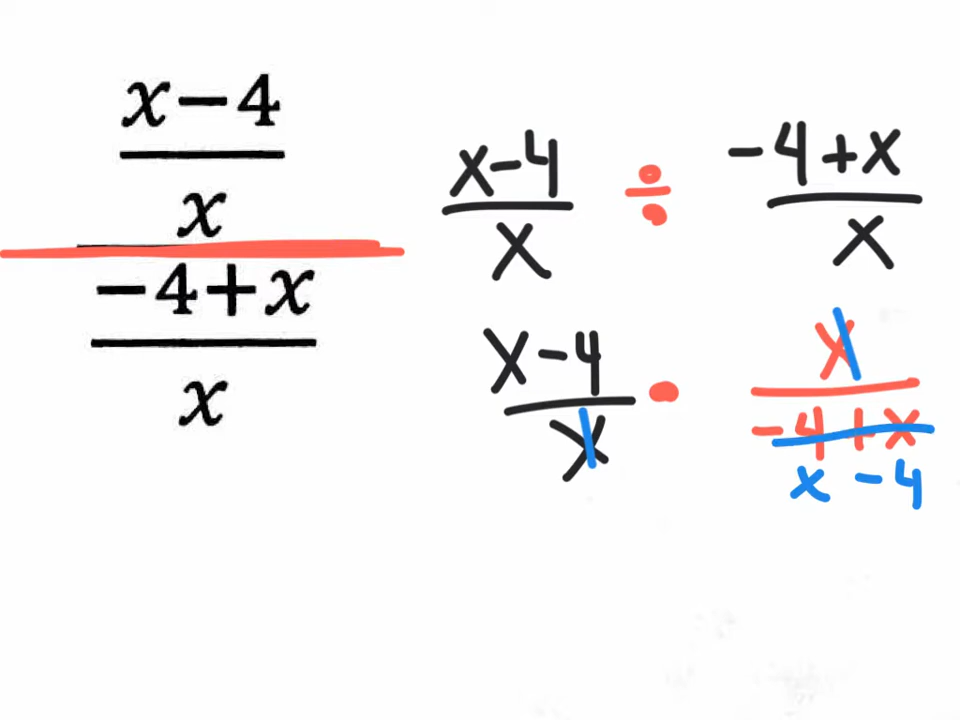 x − 4
x
−4 + x
x
x - 4 ÷ - 4 + x
x x
x - 4 · x
x - 4 + x
x - 4